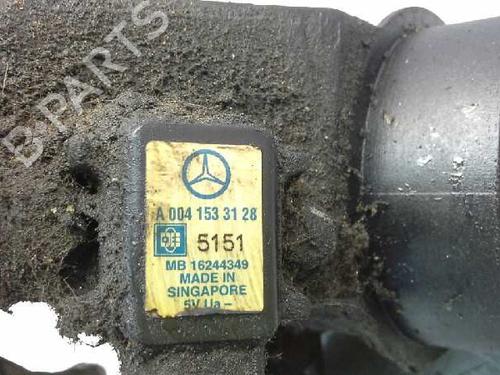 B-PARTS
A 004 153 31 28
5151
MB 16244349
MADE IN
SINGAPORE
5V Ua -